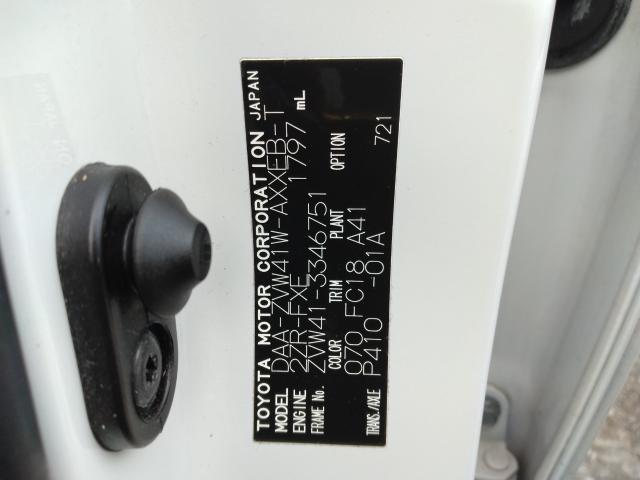 TOYOTA MOTOR CORPORATION JAPAN
MODEL DAA-ZVW41W-AXXEB-T
ENGINE 2ZR-FXE 1797 mL
FRAME No. ZVW41-3346751
COLOR TRIM PLANT OPTION
070 FC18 A41
TRANS./AXLE P410 -01A 721